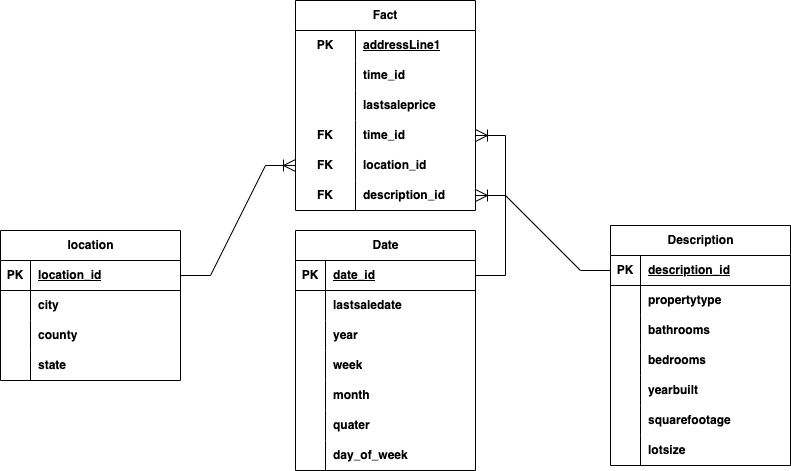 Fact
PK addressLine1
time_id
lastsaleprice
FK time_id
FK location_id
FK description_id
location
PK location_id
city
county
state
Date
PK date_id
lastsaledate
year
week
month
quater
day_of_week
Description
PK description_id
propertytype
bathrooms
bedrooms
yearbuilt
squarefootage
lotsize